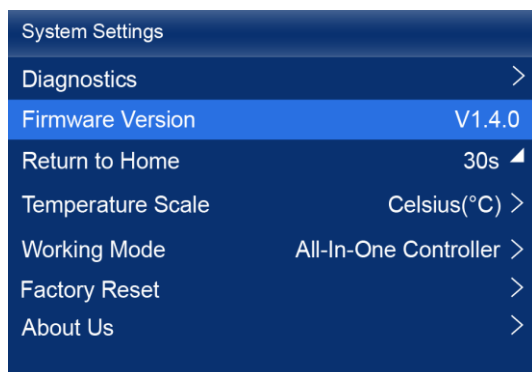 System Settings
Diagnostics >
Firmware Version V1.4.0
Return to Home 30s
Temperature Scale Celsius(°C) >
Working Mode All-In-One Controller >
Factory Reset >
About Us >